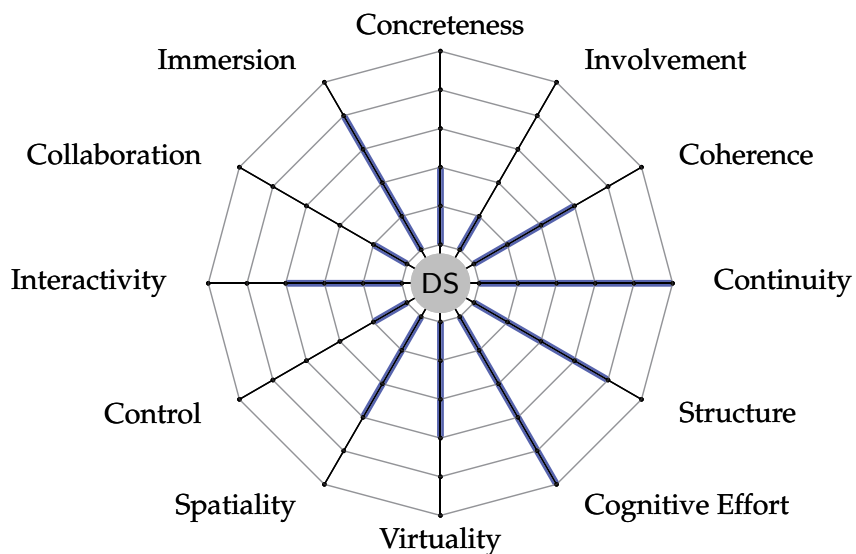 Concreteness
Immersion
Involvement
Collaboration
Coherence
Interactivity
DS
Continuity
Control
Structure
Spatiality
Cognitive Effort
Virtuality